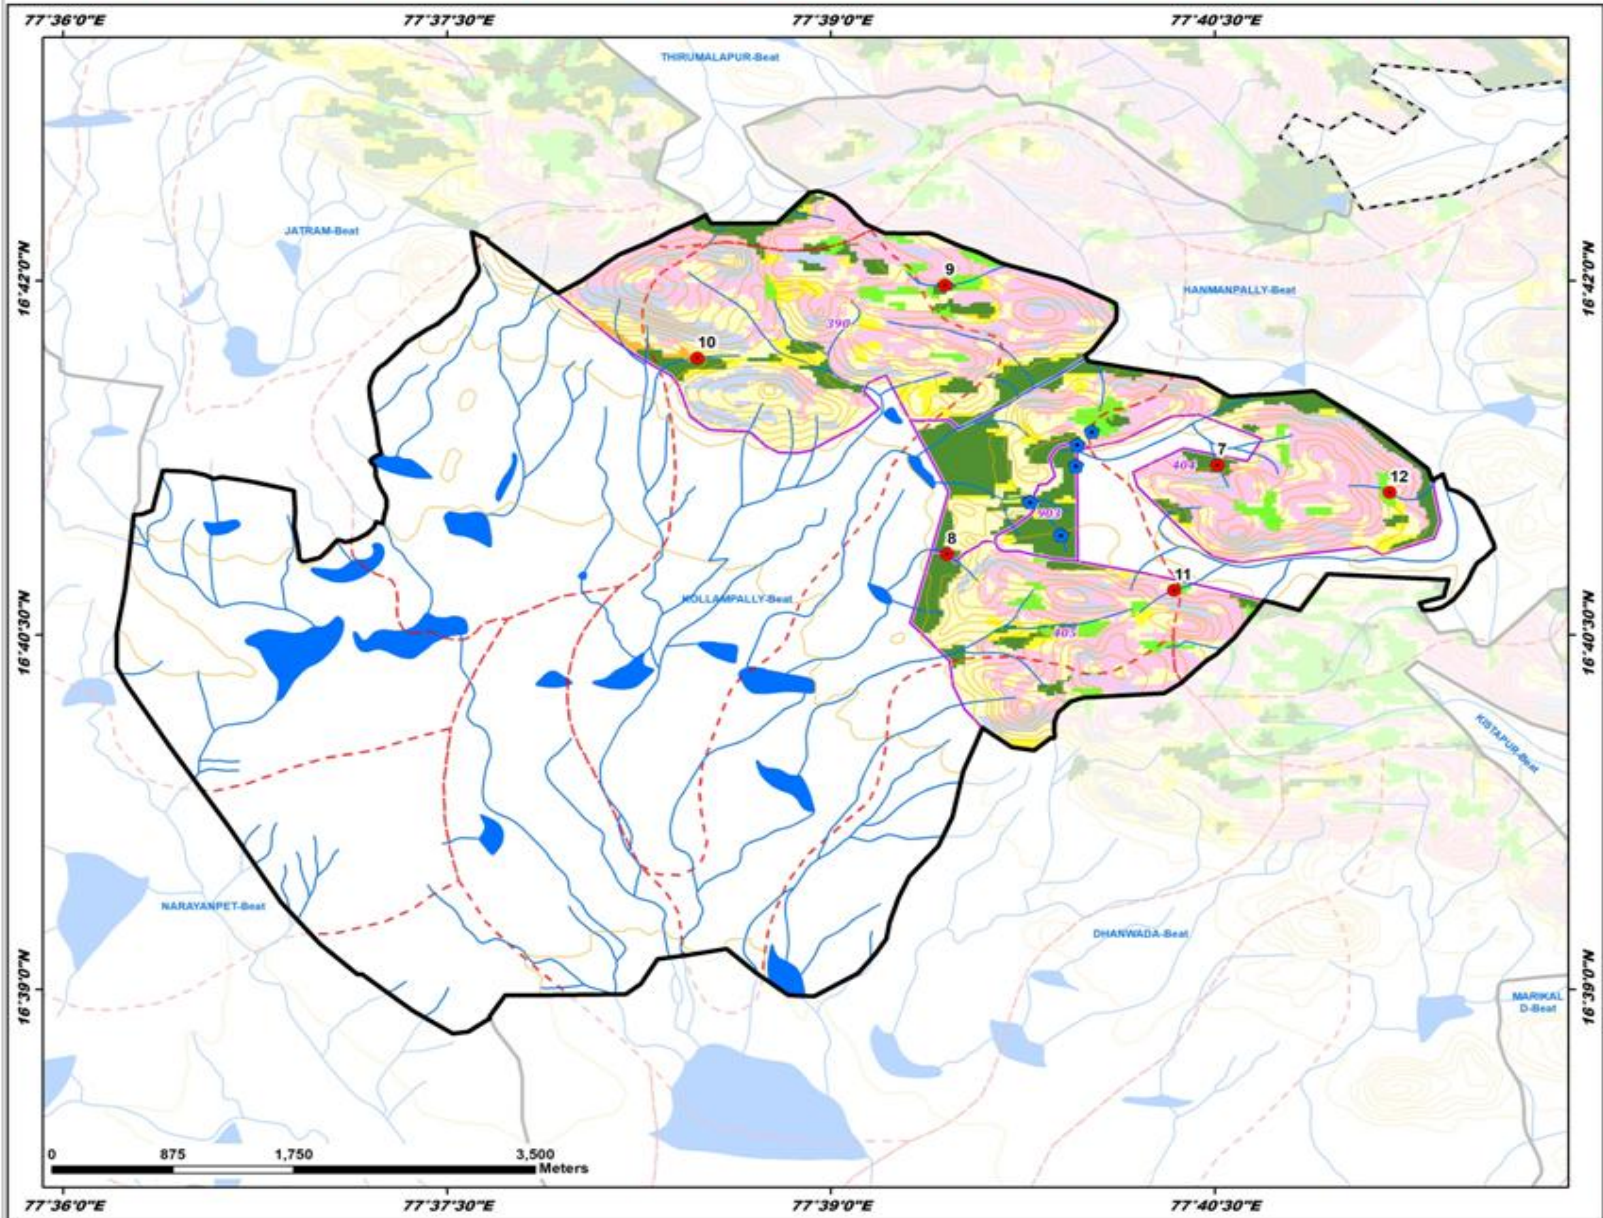 77°36'0"E 77°37'30"E 77°39'0"E 77°40'30"E
THIRUMALAPUR-Beat
JATRAM-Beat
9
16°42'0"N 16°42'0"N
HANMANPALLY-Beat
390
10
7
404
12
903
8
11
KOLLAMPALLY-Beat
16°40'30"N 16°40'30"N
405
KISTAPUR-Beat
NARAYANPET-Beat
DHANWADA-Beat
16°39'0"N 16°39'0"N
MARIKAL
D-Beat
0 875 1,750 3,500
Meters
77°36'0"E 77°37'30"E 77°39'0"E 77°40'30"E